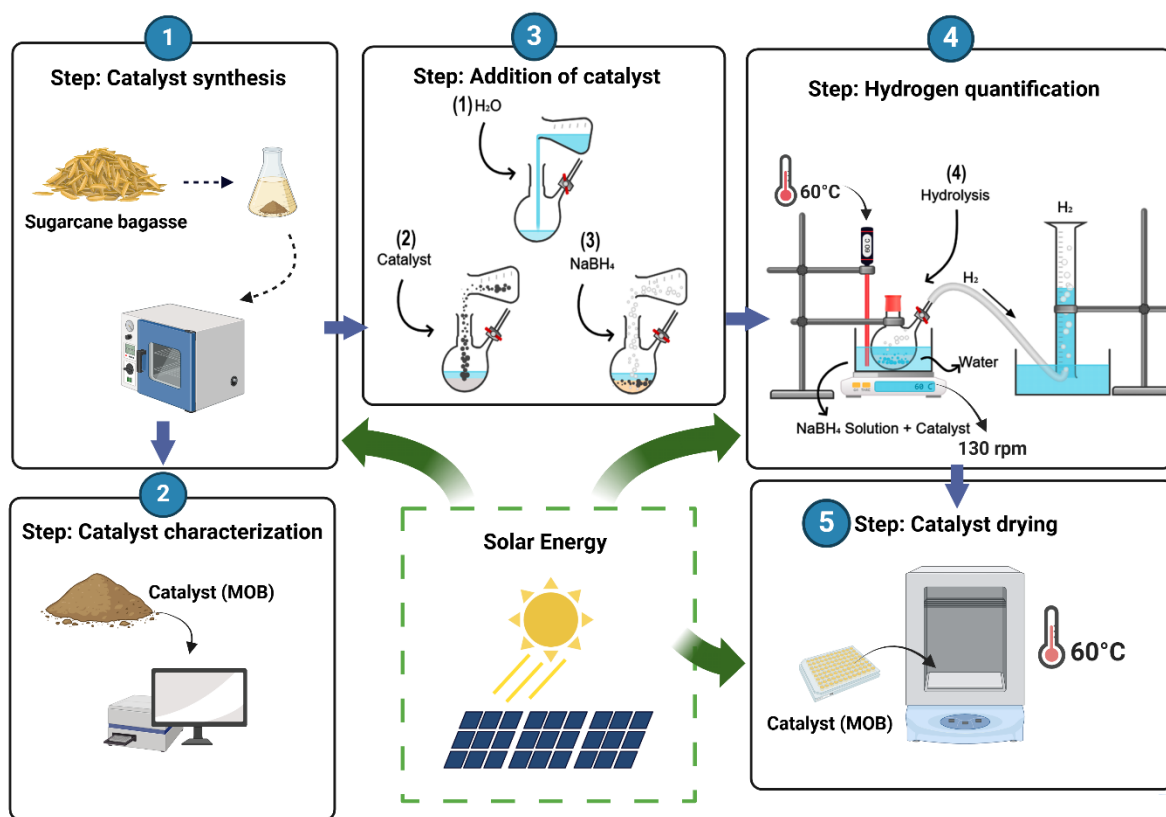 1
Step: Catalyst synthesis
Sugarcane bagasse
2
Step: Catalyst characterization
Catalyst (MOB)
3
Step: Addition of catalyst
(1) H₂O
(2)
Catalyst
(3)
NaBH₄
4
Step: Hydrogen quantification
60°C
60 C
(4)
Hydrolysis
H₂
H₂
Water
60 C
NaBH₄ Solution + Catalyst
130 rpm
Solar Energy
5
Step: Catalyst drying
60°C
Catalyst (MOB)